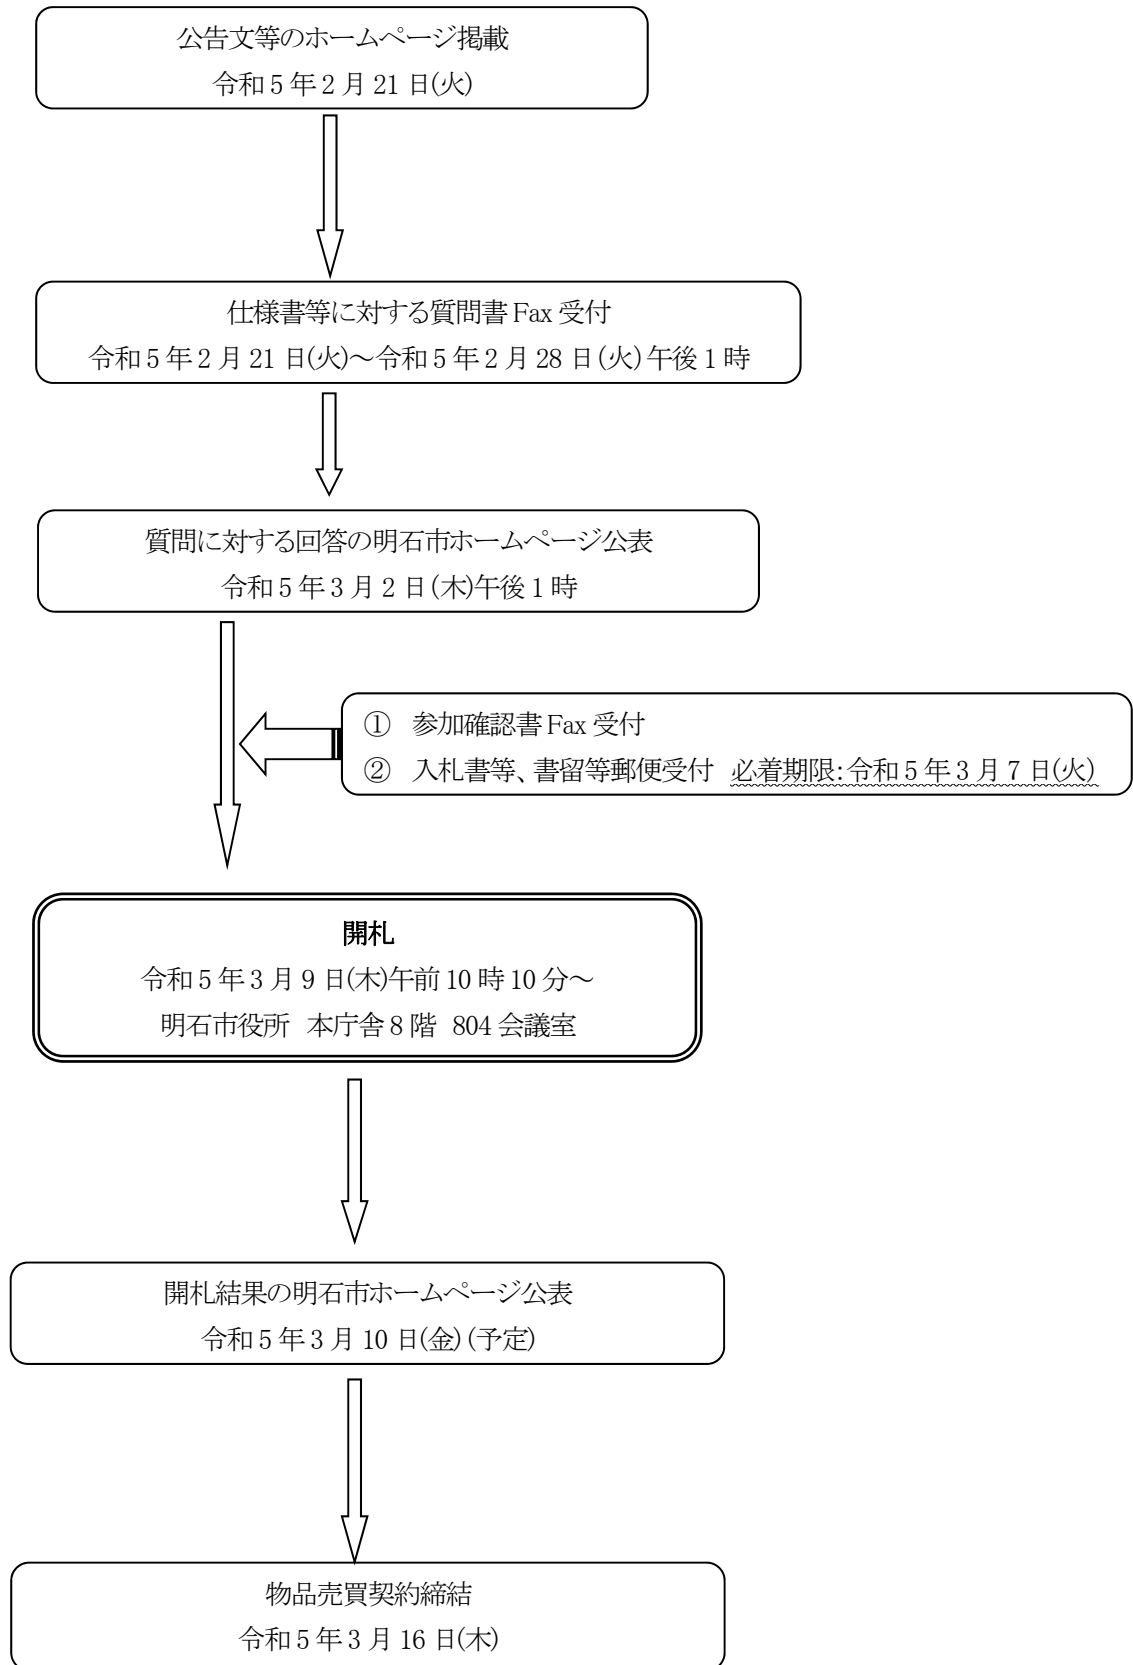 公告文等のホームページ掲載
令和5年2月21日(火)
仕様書等に対する質問書Fax受付
令和5年2月21日(火)～令和5年2月28日(火)午後1時
質問に対する回答の明石市ホームページ公表
令和5年3月2日(木)午後1時
① 参加確認書Fax受付
② 入札書等、書留等郵便受付 必着期限:令和5年3月7日(火)
開札
令和5年3月9日(木)午前10時10分～
明石市役所 本庁舎8階 804会議室
開札結果の明石市ホームページ公表
令和5年3月10日(金)(予定)
物品売買契約締結
令和5年3月16日(木)